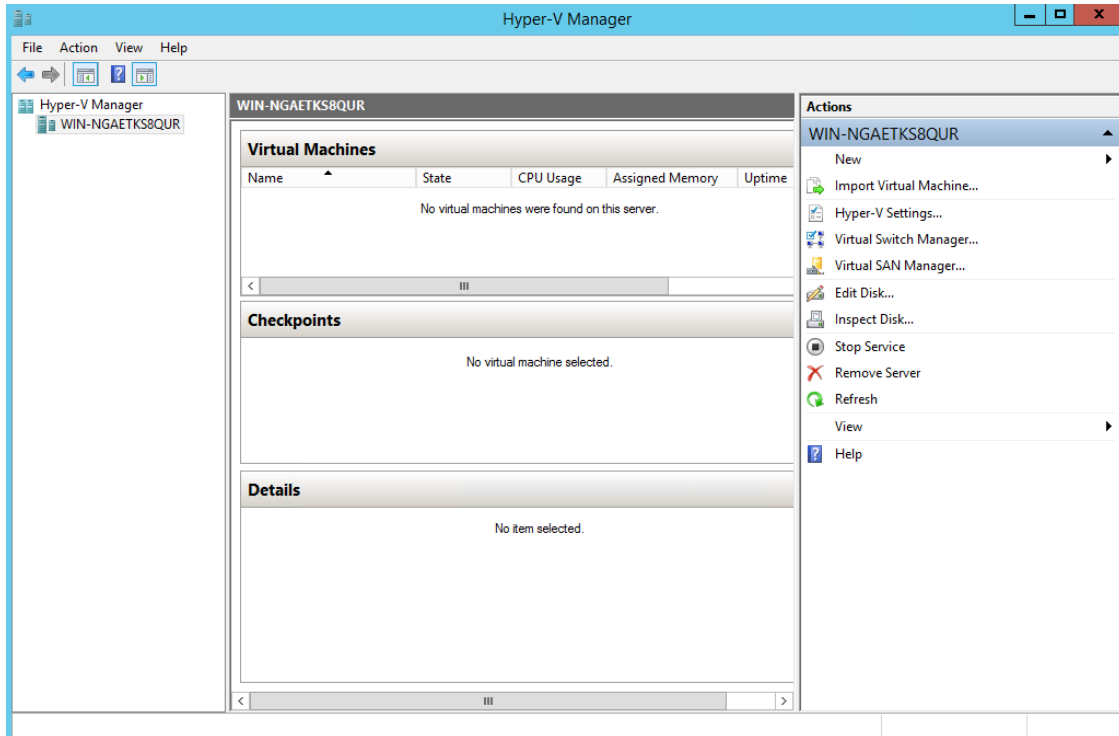 Hyper-V Manager
File Action View Help
Hyper-V Manager
WIN-NGAETKS8QUR
WIN-NGAETKS8QUR
Virtual Machines
Name State CPU Usage Assigned Memory Uptime
No virtual machines were found on this server.
Checkpoints
No virtual machine selected.
Details
No item selected.
Actions
WIN-NGAETKS8QUR
New
Import Virtual Machine...
Hyper-V Settings...
Virtual Switch Manager...
Virtual SAN Manager...
Edit Disk...
Inspect Disk...
Stop Service
Remove Server
Refresh
View
Help